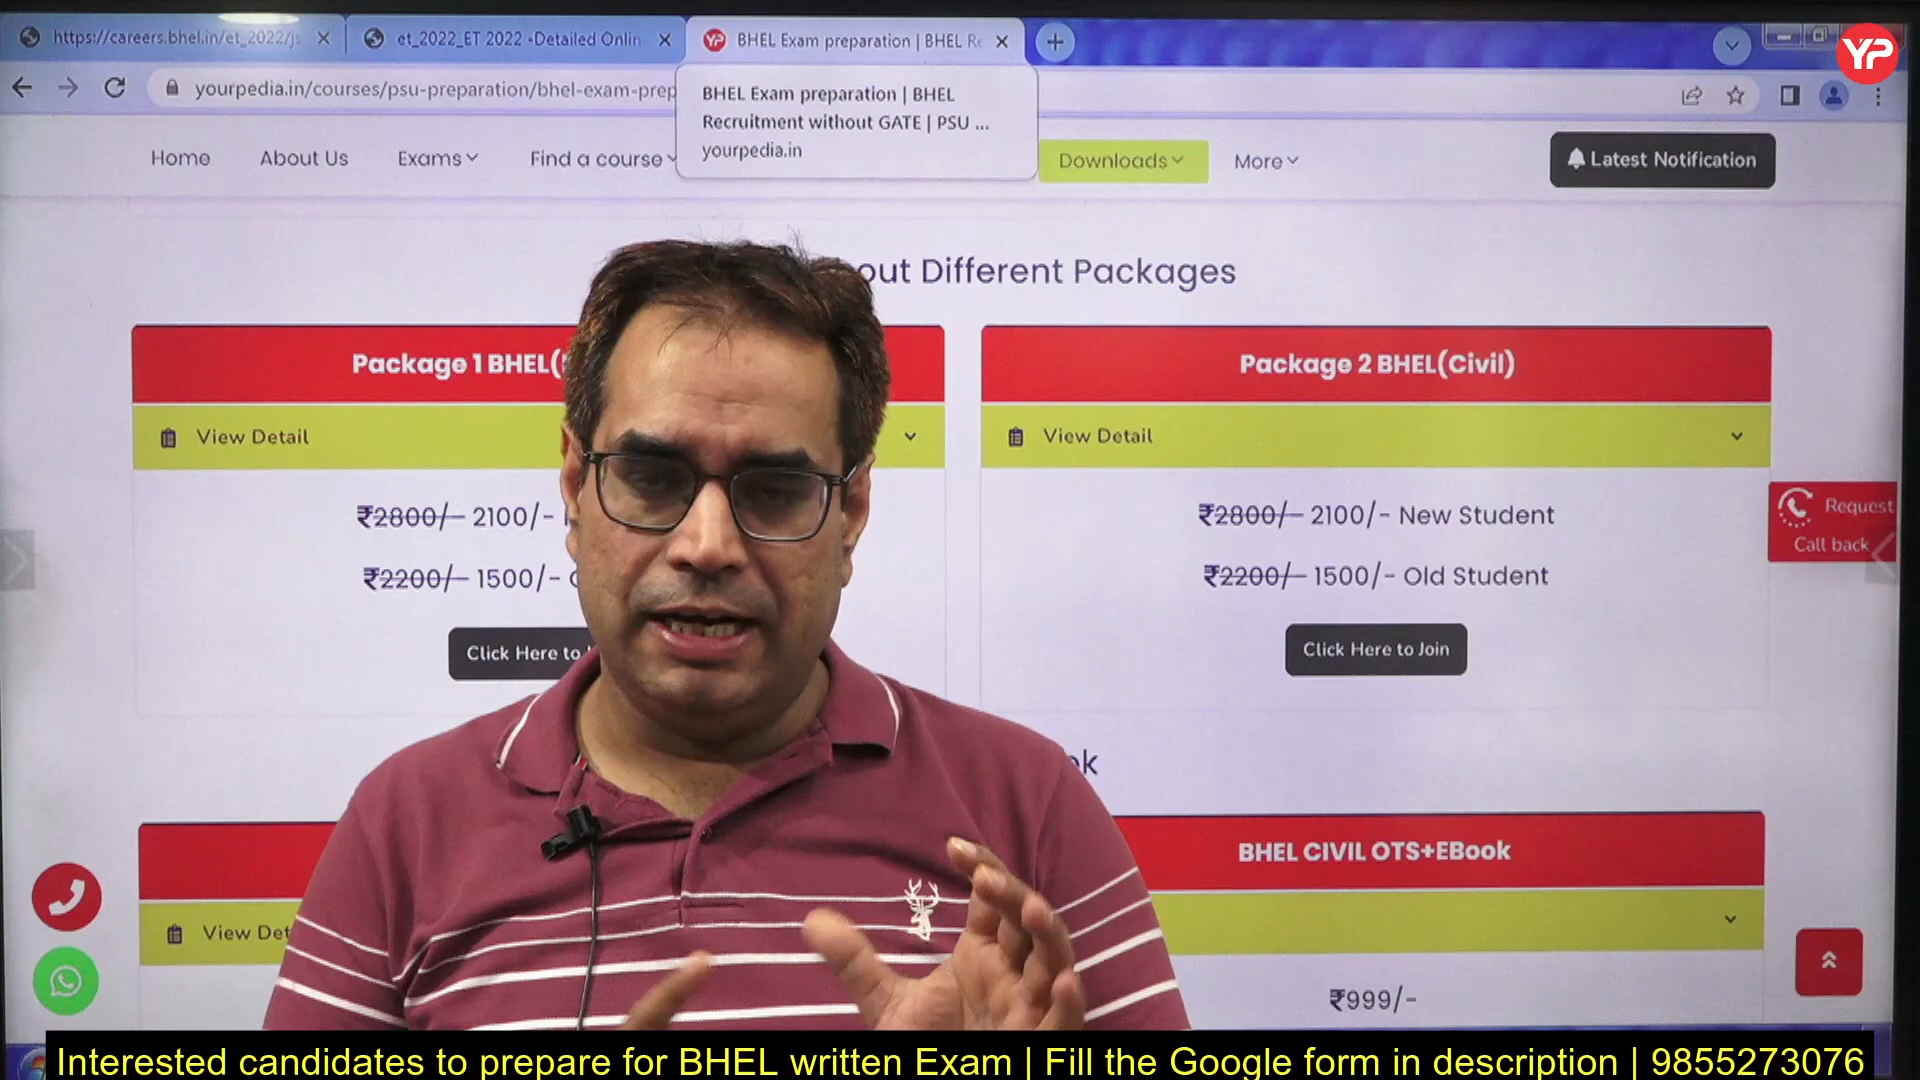 https://careers.bhel.in/et_2022/js
et_2022_ET 2022 -Detailed Onlin
BHEL Exam preparation | BHEL Re
YP
yourpedia.in/courses/psu-preparation/bhel-exam-prep
BHEL Exam preparation | BHEL
Recruitment without GATE | PSU ...
yourpedia.in
Home
About Us
Exams
Find a course
Downloads
More
Latest Notification
out Different Packages
Package 1 BHEL(
Package 2 BHEL(Civil)
View Detail
View Detail
₹2800/- 2100/-
₹2800/- 2100/- New Student
₹2200/- 1500/-
₹2200/- 1500/- Old Student
Click Here to
Click Here to Join
Request
Call back
BHEL CIVIL OTS+EBook
View Det
₹999/-
Interested candidates to prepare for BHEL written Exam | Fill the Google form in description | 9855273076